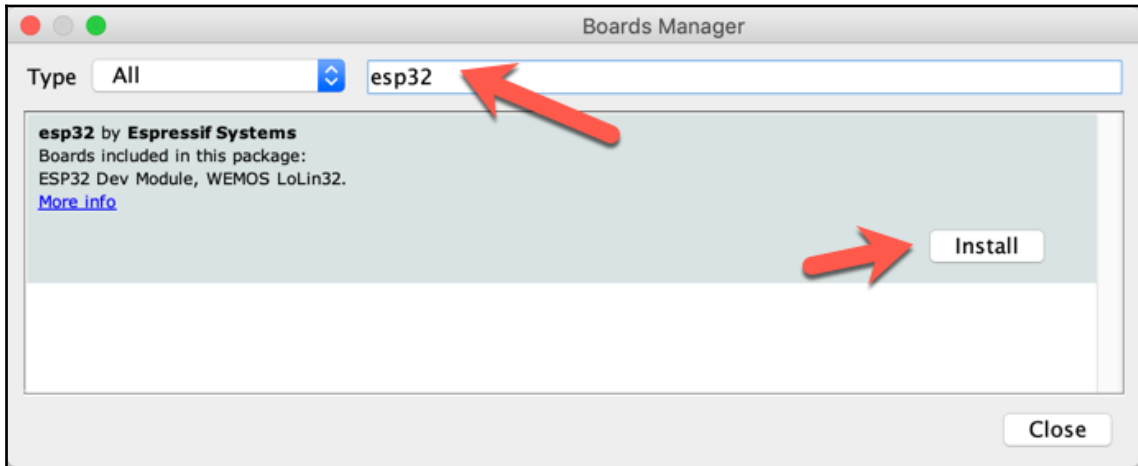 Boards Manager
Type All esp32
esp32 by Espressif Systems
Boards included in this package:
ESP32 Dev Module, WEMOS LoLin32.
More info
Install
Close